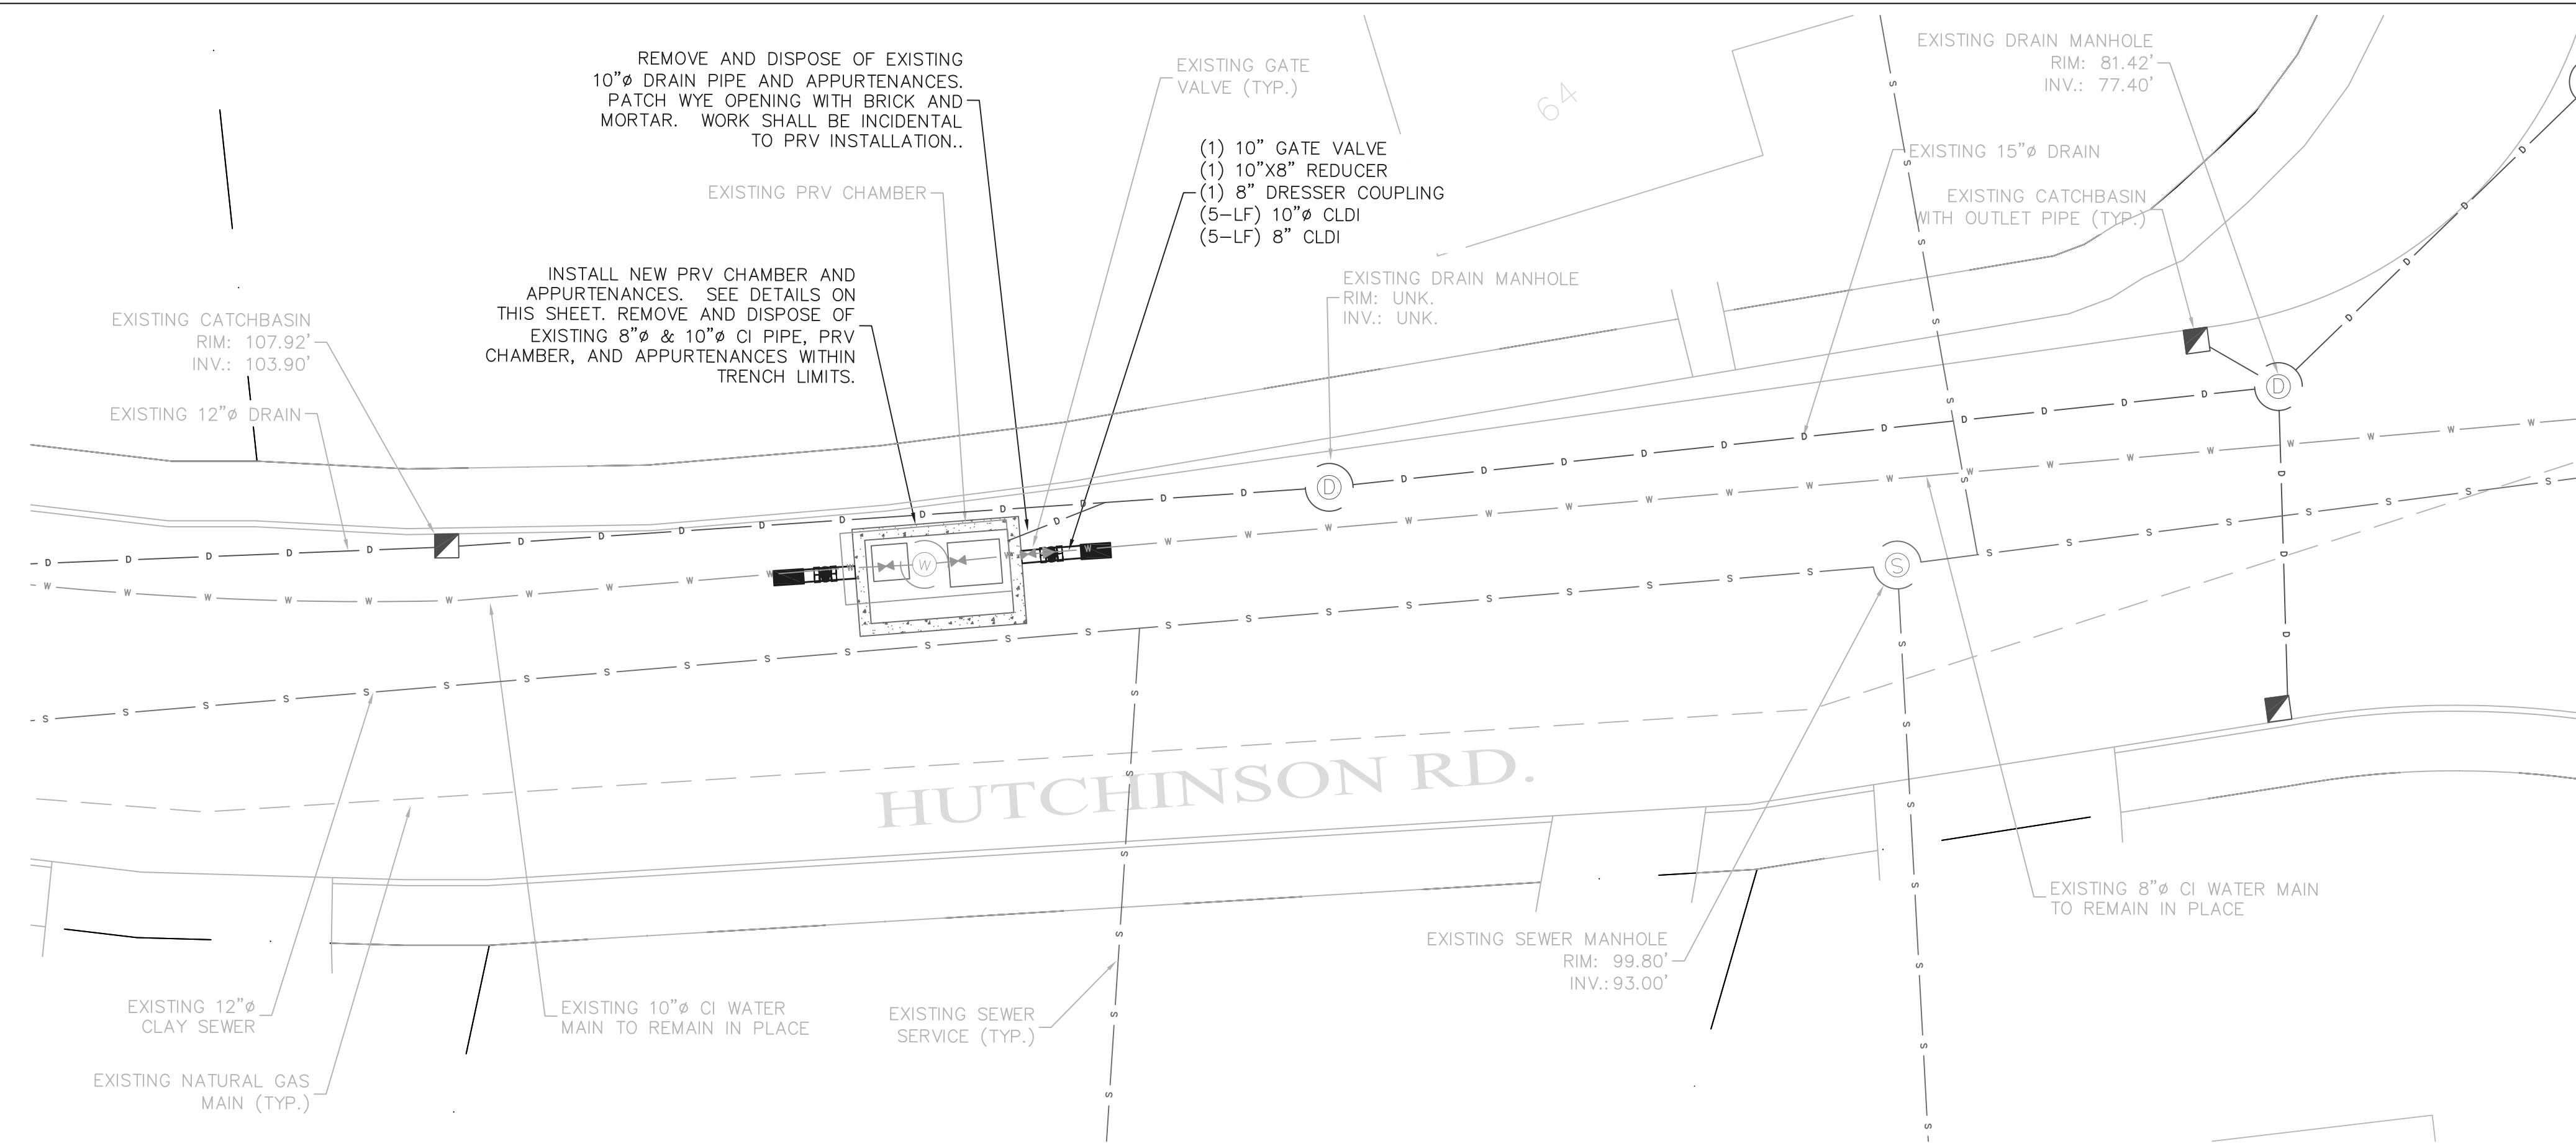 REMOVE AND DISPOSE OF EXISTING
10"ø DRAIN PIPE AND APPURTENANCES.
PATCH WYE OPENING WITH BRICK AND
MORTAR. WORK SHALL BE INCIDENTAL
TO PRV INSTALLATION..
EXISTING GATE
VALVE (TYP.)
64
EXISTING DRAIN MANHOLE
RIM: 81.42'
INV.: 77.40'
(1) 10" GATE VALVE
(1) 10"X8" REDUCER
(1) 8" DRESSER COUPLING
(5-LF) 10"ø CLDI
(5-LF) 8" CLDI
EXISTING 15"ø DRAIN
EXISTING PRV CHAMBER
EXISTING CATCHBASIN
WITH OUTLET PIPE (TYP.)
INSTALL NEW PRV CHAMBER AND
APPURTENANCES. SEE DETAILS ON
THIS SHEET. REMOVE AND DISPOSE OF
EXISTING 8"ø & 10"ø CI PIPE, PRV
CHAMBER, AND APPURTENANCES WITHIN
TRENCH LIMITS.
EXISTING DRAIN MANHOLE
RIM: UNK.
INV.: UNK.
EXISTING CATCHBASIN
RIM: 107.92'
INV.: 103.90'
EXISTING 12"ø DRAIN
D
D
W
S
HUTCHINSON RD.
EXISTING 8"ø CI WATER MAIN
TO REMAIN IN PLACE
EXISTING SEWER MANHOLE
RIM: 99.80'
INV.: 93.00'
EXISTING 12"ø
CLAY SEWER
EXISTING 10"ø CI WATER
MAIN TO REMAIN IN PLACE
EXISTING SEWER
SERVICE (TYP.)
EXISTING NATURAL GAS
MAIN (TYP.)